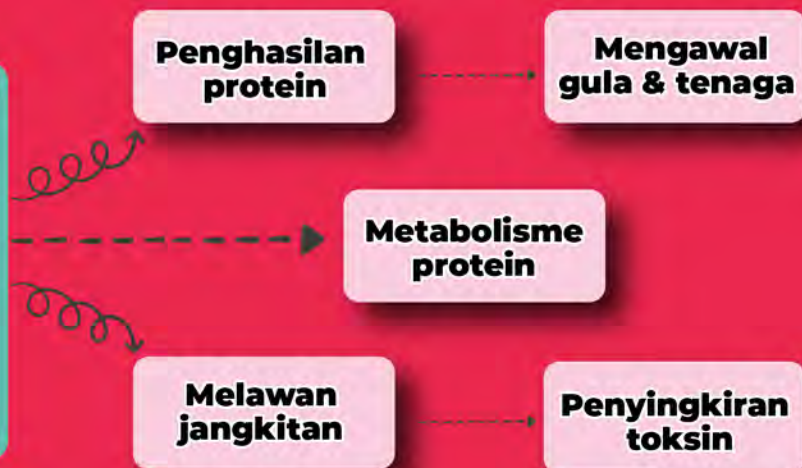 Penghasilan
protein
Mengawal
gula & tenaga
Metabolisme
protein
Melawan
jangkitan
Penyingkiran
toksin